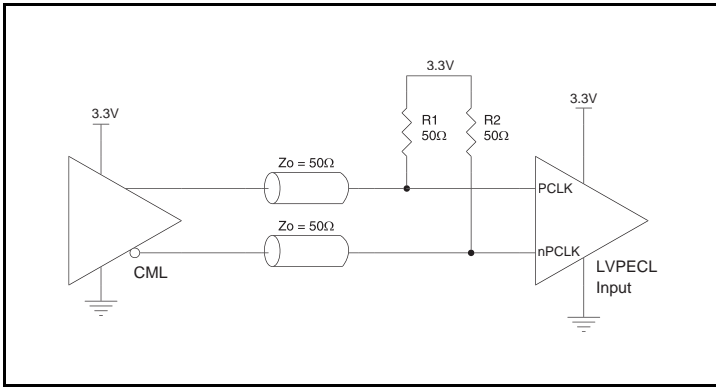 3.3V
3.3V
3.3V
R1
50Ω
R2
50Ω
Zo = 50Ω
PCLK
Zo = 50Ω
nPCLK
CML
LVPECL
Input